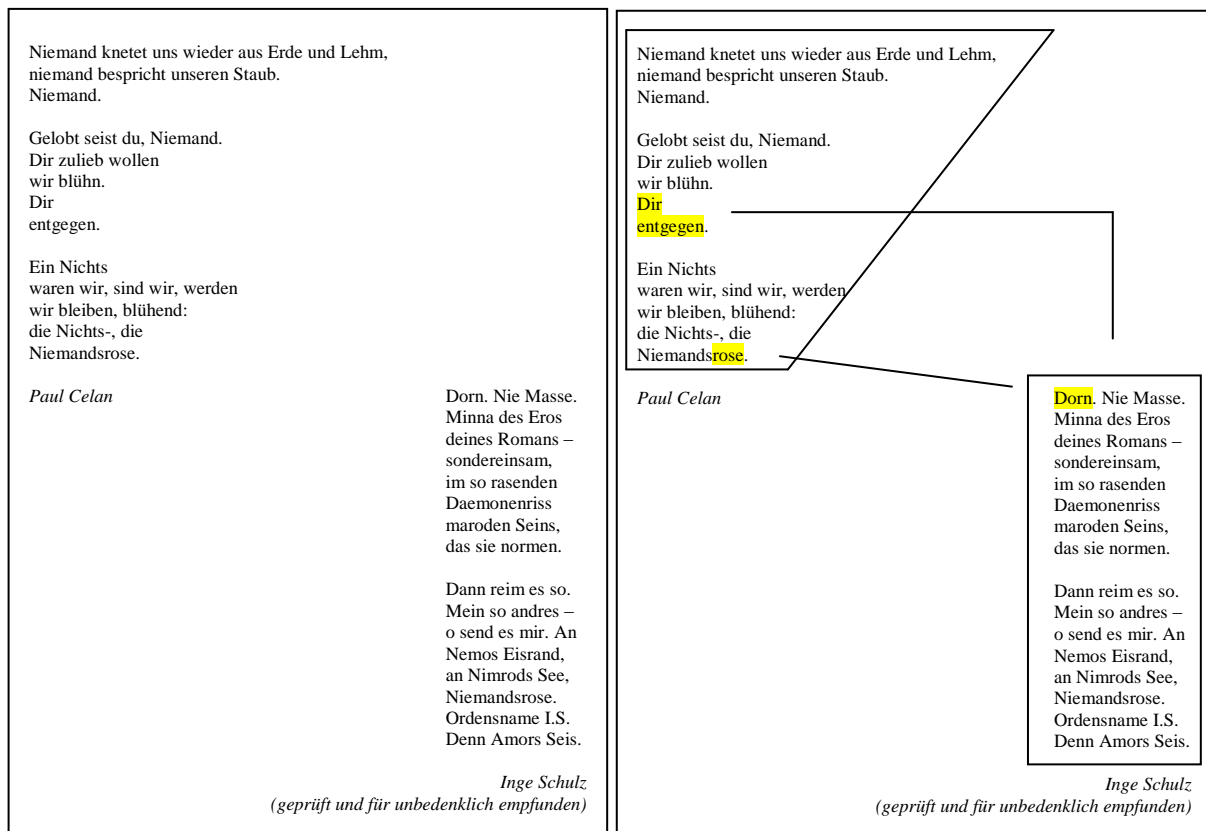 Niemand knetet uns wieder aus Erde und Lehm,
niemand bespricht unseren Staub.
Niemand.
Gelobt seist du, Niemand.
Dir zulieb wollen
wir blühn.
Dir
entgegen.
Ein Nichts
waren wir, sind wir, werden
wir bleiben, blühend:
die Nichts-, die
Niemandsrose.
Paul Celan
Dorn. Nie Masse.
Minna des Eros
deines Romans –
sondereinsam,
im so rasenden
Daemonenriss
maroden Seins,
das sie normen.
Dann reim es so.
Mein so andres –
o send es mir. An
Nemos Eisrand,
an Nimrods See,
Niemandsrose.
Ordensname I.S.
Denn Amors Seis.
Inge Schulz
(geprüft und für unbedenklich empfunden)
Niemand knetet uns wieder aus Erde und Lehm,
niemand bespricht unseren Staub.
Niemand.
Gelobt seist du, Niemand.
Dir zulieb wollen
wir blühn.
Dir
entgegen.
Ein Nichts
waren wir, sind wir, werden
wir bleiben, blühend:
die Nichts-, die
Niemandsrose.
Paul Celan
Dorn. Nie Masse.
Minna des Eros
deines Romans –
sondereinsam,
im so rasenden
Daemonenriss
maroden Seins,
das sie normen.
Dann reim es so.
Mein so andres –
o send es mir. An
Nemos Eisrand,
an Nimrods See,
Niemandsrose.
Ordensname I.S.
Denn Amors Seis.
Inge Schulz
(geprüft und für unbedenklich empfunden)